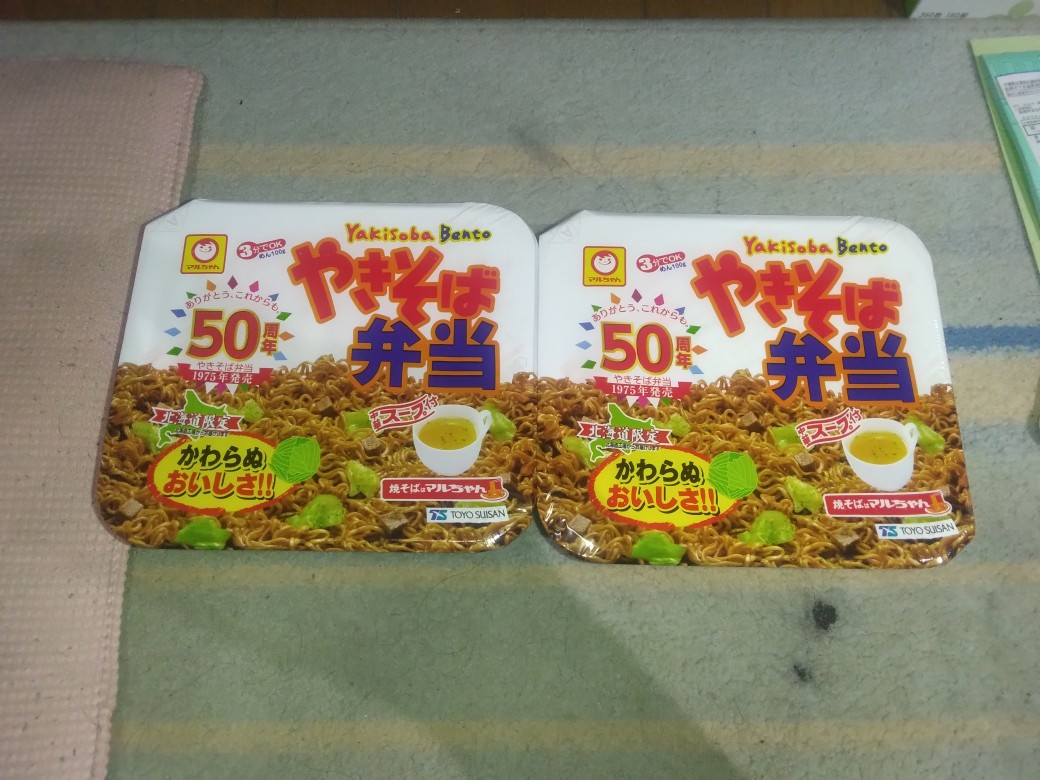 Yakisoba Bento
マルちゃん
3分でOK
めん100g
やきそば
弁当
ありがとう、これからも
50周年
やきそば弁当
1975年発売
北海道限定
中華スープ付
かわらぬ
おいしさ!!
焼そばはマルちゃん
TS TOYO SUISAN
Yakisoba Bento
マルちゃん
3分でOK
めん100g
やきそば
弁当
ありがとう、これからも
50周年
やきそば弁当
1975年発売
北海道限定
中華スープ付
かわらぬ
おいしさ!!
焼そばはマルちゃん
TS TOYO SUISAN